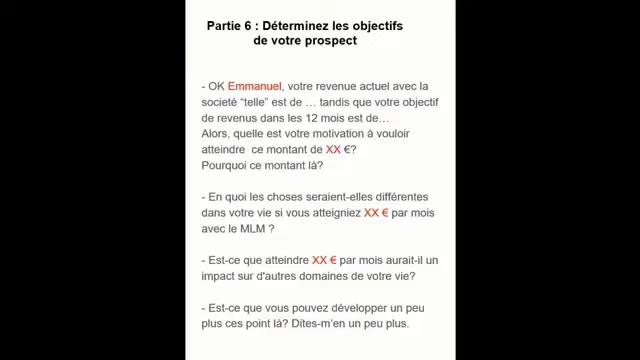 Partie 6 : Déterminez les objectifs
de votre prospect
- OK Emmanuel, votre revenue actuel avec la
societé “telle” est de … tandis que votre objectif
de revenus dans les 12 mois est de…
Alors, quelle est votre motivation à vouloir
atteindre ce montant de XX €?
Pourquoi ce montant là?
- En quoi les choses seraient-elles différentes
dans votre vie si vous atteigniez XX € par mois
avec le MLM ?
- Est-ce que atteindre XX € par mois aurait-il un
impact sur d'autres domaines de votre vie?
- Est-ce que vous pouvez développer un peu
plus ces point là? Dites-m’en un peu plus.